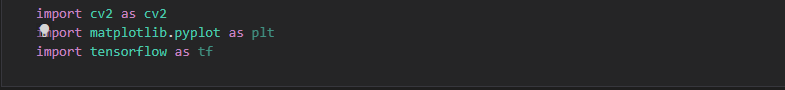 import cv2 as cv2
import matplotlib.pyplot as plt
import tensorflow as tf